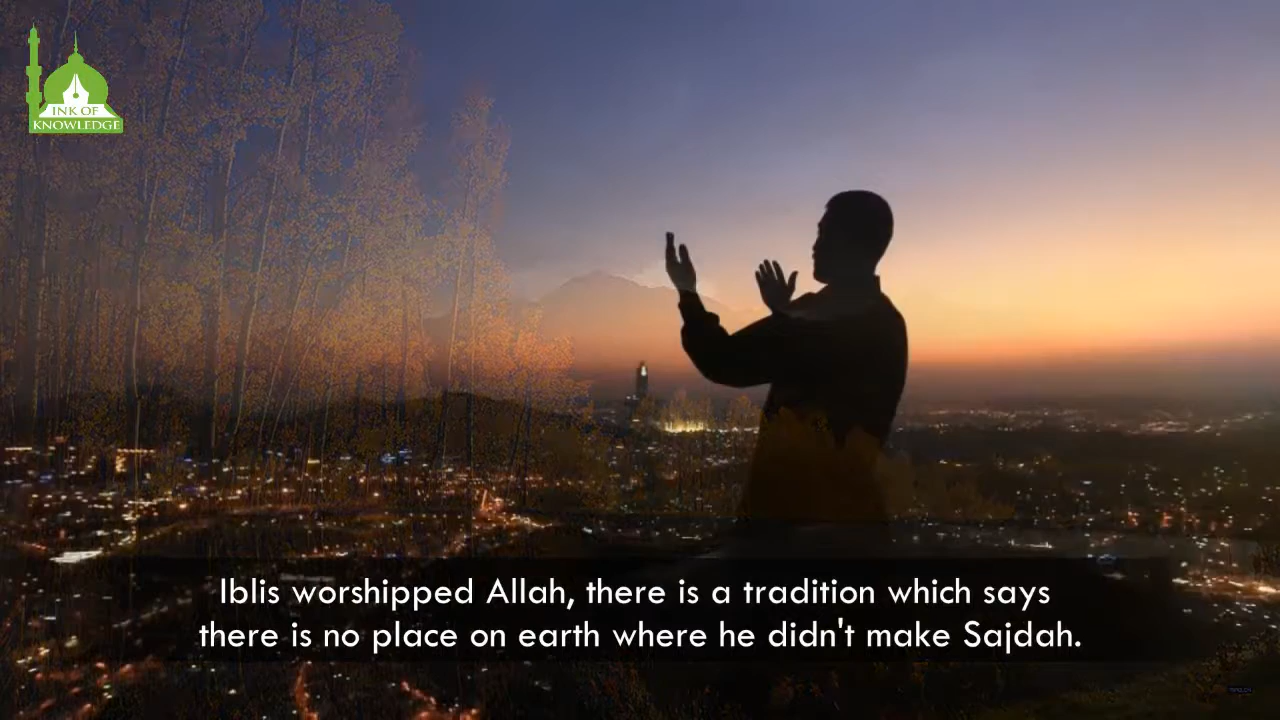 INK OF
KNOWLEDGE
Iblis worshipped Allah, there is a tradition which says
there is no place on earth where he didn't make Sajdah.